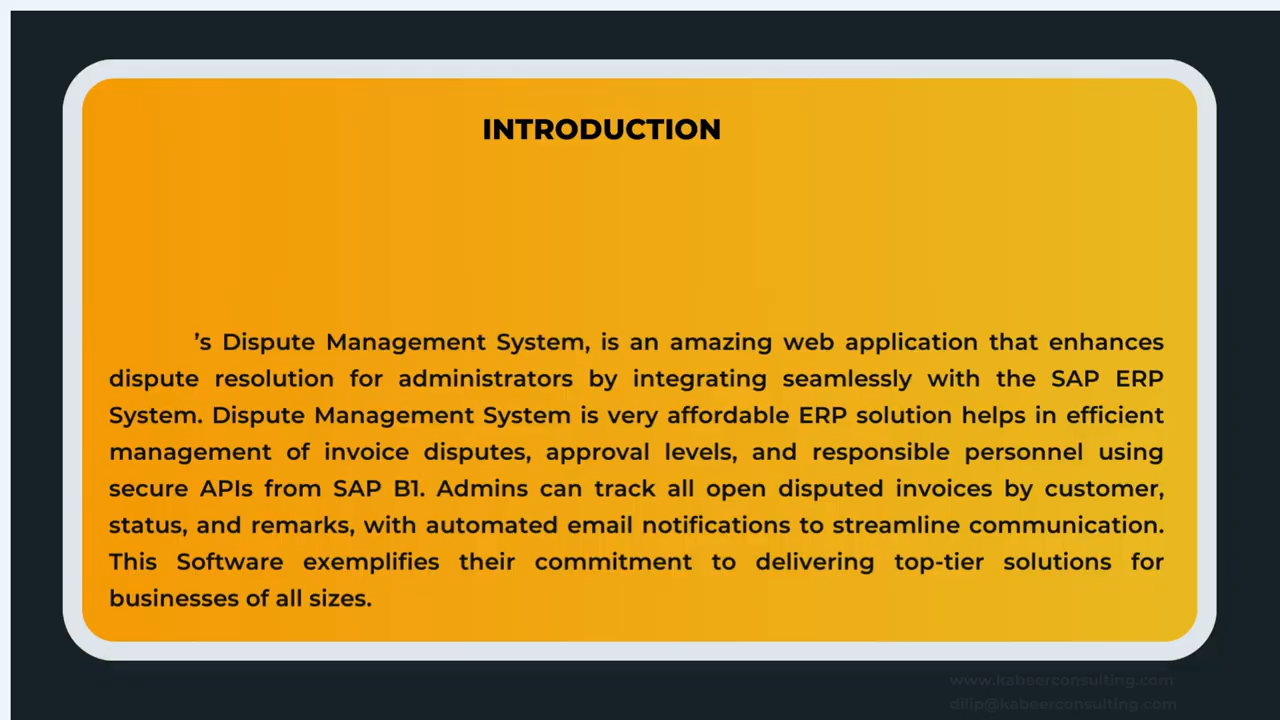 INTRODUCTION
’s Dispute Management System, is an amazing web application that enhances
dispute resolution for administrators by integrating seamlessly with the SAP ERP
System. Dispute Management System is very affordable ERP solution helps in efficient
management of invoice disputes, approval levels, and responsible personnel using
secure APIs from SAP B1. Admins can track all open disputed invoices by customer,
status, and remarks, with automated email notifications to streamline communication.
This Software exemplifies their commitment to delivering top-tier solutions for
businesses of all sizes.
www.kabeerconsulting.com
dilip@kabeerconsulting.com